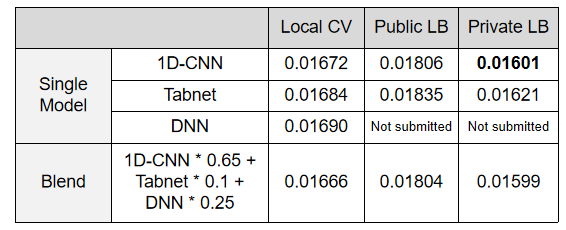 Local CV Public LB Private LB
Single Model 1D-CNN 0.01672 0.01806 0.01601
Tabnet 0.01684 0.01835 0.01621
DNN 0.01690 Not submitted Not submitted
Blend
1D-CNN * 0.65 +
Tabnet * 0.1 +
DNN * 0.25
0.01666 0.01804 0.01599